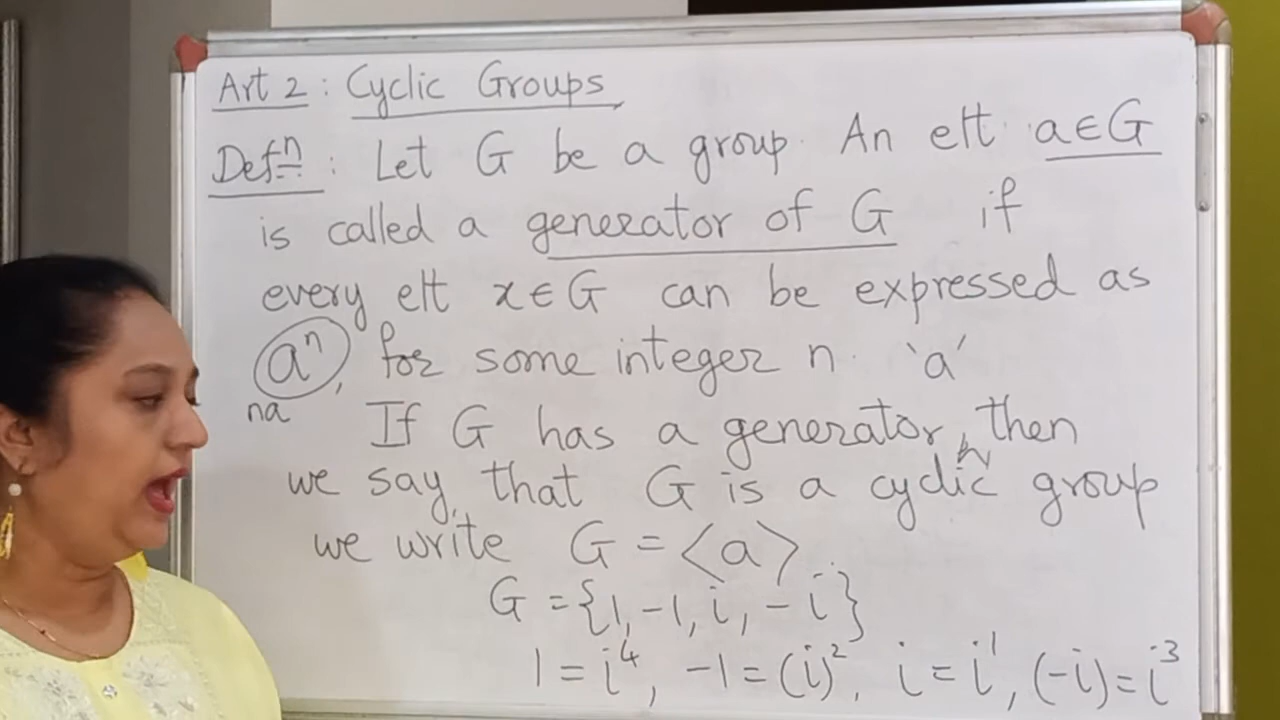 Art 2 : Cyclic Groups
Defⁿ : Let G be a group. An elt a∈G
is called a generator of G if
every elt x∈G can be expressed as
aⁿ, for some integer n. 'a'
na If G has a generator, then
we say, that G is a cyclic group
we write G = <a>
G = {1, -1, i, -i}
1 = i⁴, -1 = (i)², i = i¹, (-i) = i³